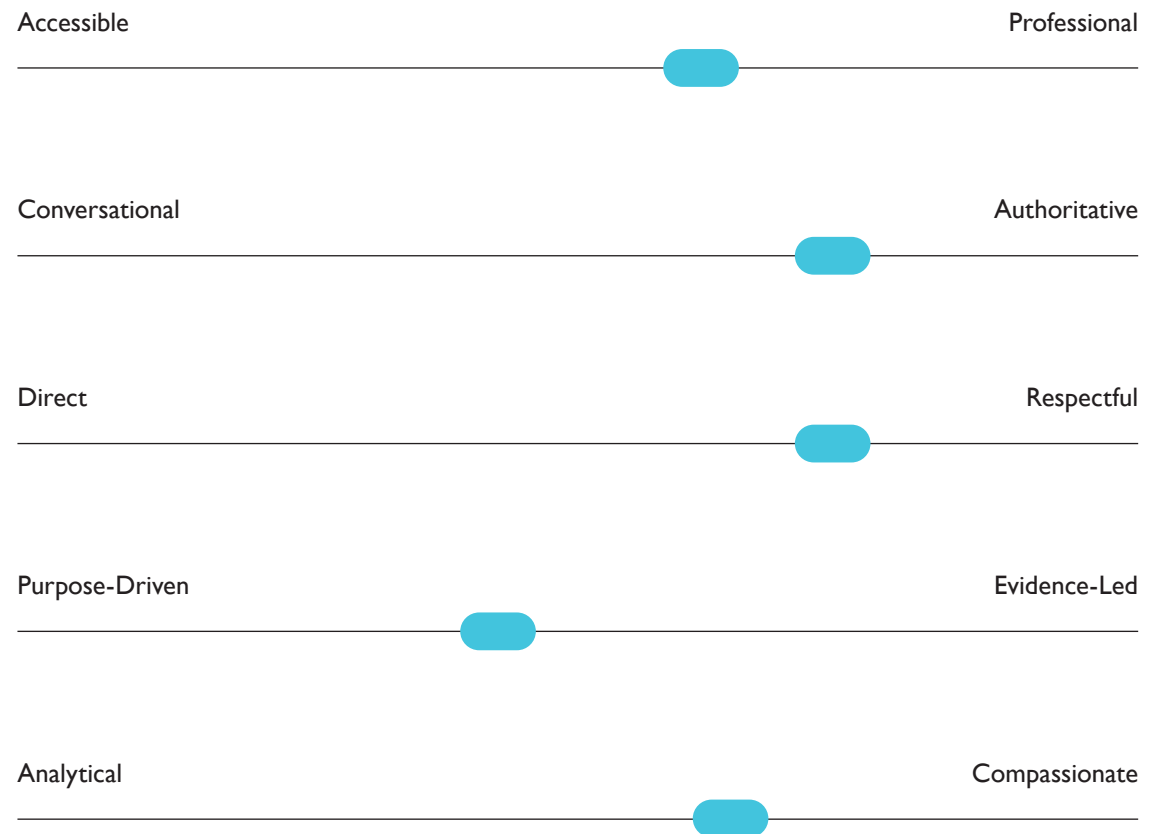 Accessible Professional
Conversational Authoritative
Direct Respectful
Purpose-Driven Evidence-Led
Analytical Compassionate